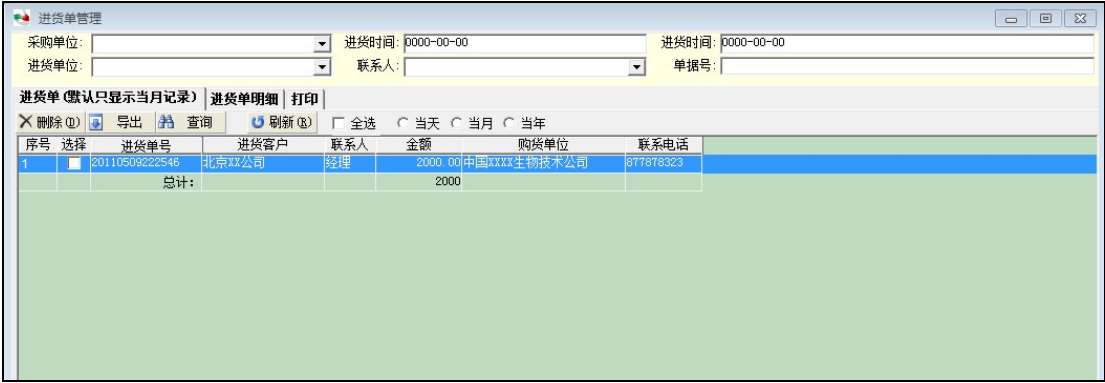 进货单管理
采购单位: 进货时间: 0000-00-00 进货时间: 0000-00-00
进货单位: 联系人: 单据号:
进货单(默认只显示当月记录) 进货单明细 打印
删除(D) 导出 查询 刷新(R) 全选 当天 当月 当年
序号 选择 进货单号 进货客户 联系人 金额 购货单位 联系电话
1 20110509222546 北京XX公司 经理 2000.00 中国XXXX生物技术公司 877878323
总计: 2000